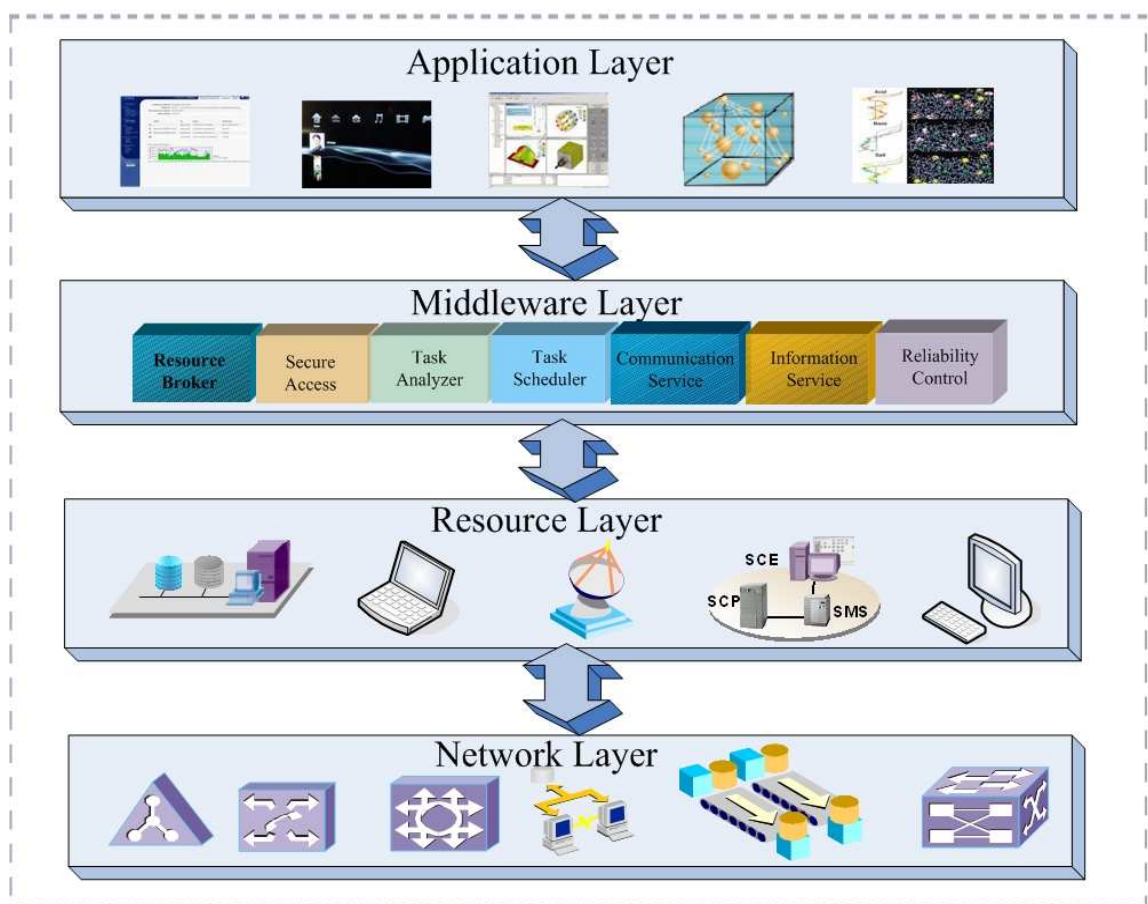 Application Layer
Middleware Layer
Resource
Broker
Secure
Access
Task
Analyzer
Task
Scheduler
Communication
Service
Information
Service
Reliability
Control
Resource Layer
SCE
SCP
SMS
Network Layer